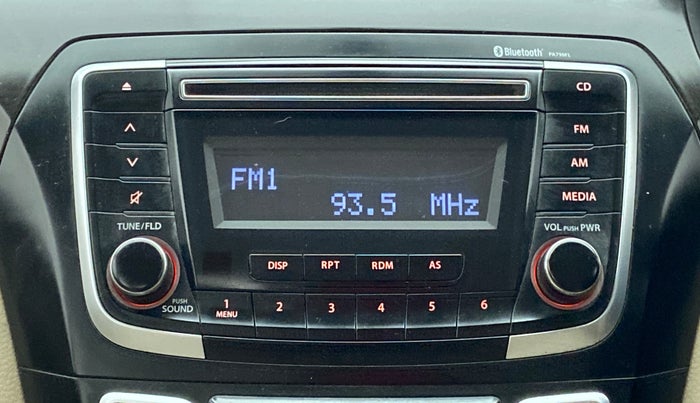 Bluetooth
CD
FM
AM
MEDIA
FM1
93.5 MHz
TUNE/FLD
VOL PUSH PWR
DISP RPT RDM AS
PUSH SOUND
1 MENU 2 3 4 5 6